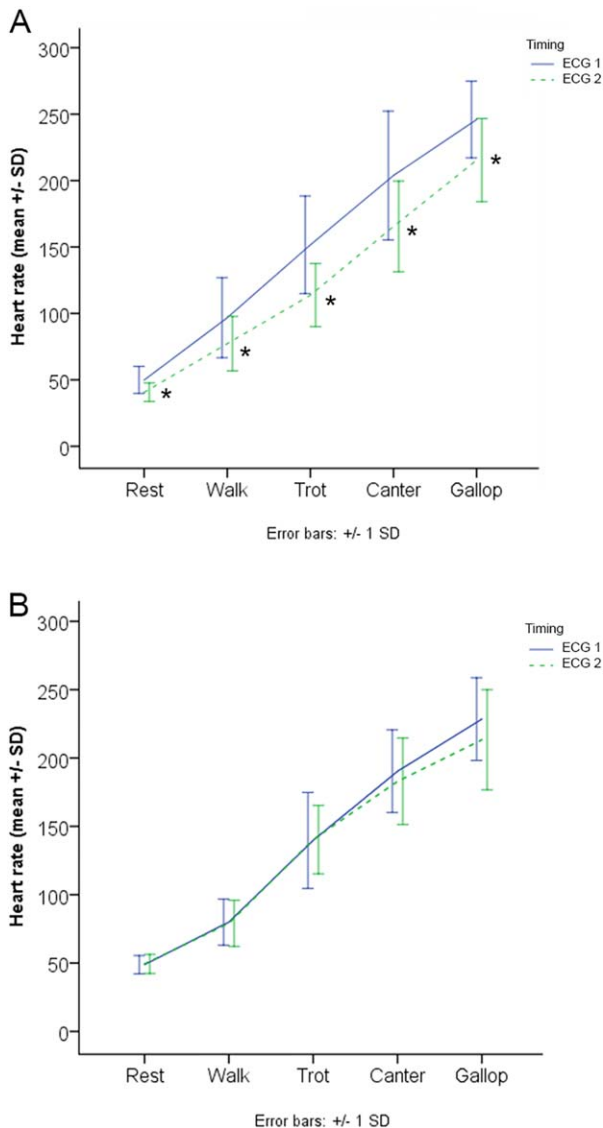 A
Timing
ECG 1
ECG 2
Heart rate (mean +/- SD)
300
250
200
150
100
50
0
*
*
*
*
*
Rest Walk Trot Canter Gallop
Error bars: +/- 1 SD
B
Timing
ECG 1
ECG 2
Heart rate (mean +/- SD)
300
250
200
150
100
50
0
Rest Walk Trot Canter Gallop
Error bars: +/- 1 SD